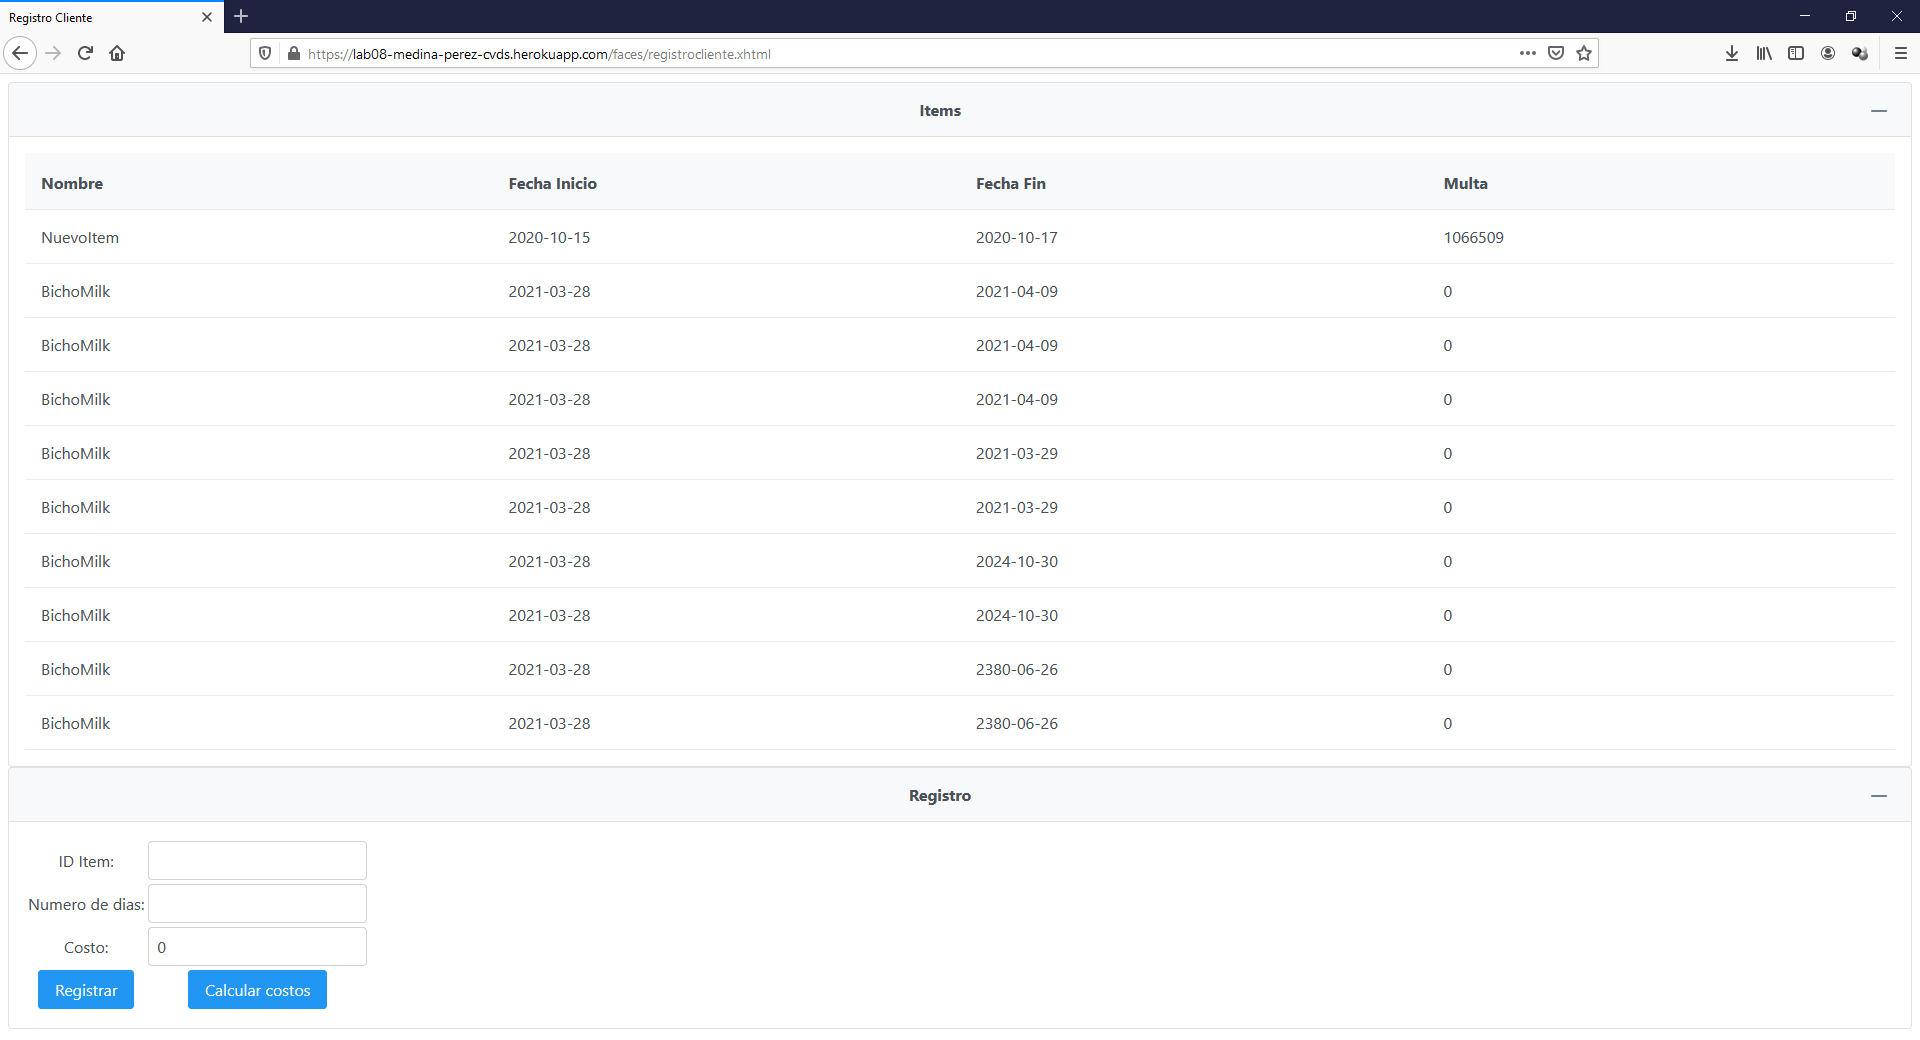 Registro Cliente
https://lab08-medina-perez-cvds.herokuapp.com/faces/registrocliente.xhtml
Items
Nombre Fecha Inicio Fecha Fin Multa
NuevoItem 2020-10-15 2020-10-17 1066509
BichoMilk 2021-03-28 2021-04-09 0
BichoMilk 2021-03-28 2021-04-09 0
BichoMilk 2021-03-28 2021-04-09 0
BichoMilk 2021-03-28 2021-03-29 0
BichoMilk 2021-03-28 2021-03-29 0
BichoMilk 2021-03-28 2024-10-30 0
BichoMilk 2021-03-28 2024-10-30 0
BichoMilk 2021-03-28 2380-06-26 0
BichoMilk 2021-03-28 2380-06-26 0
Registro
ID Item:
Numero de dias:
Costo: 0
Registrar Calcular costos